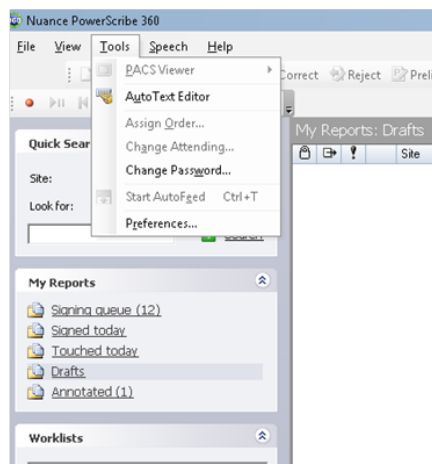 Nuance PowerScribe 360
File View Tools Speech Help
PACS Viewer
Correct Reject Preli
AutoText Editor
Assign Order...
My Reports: Drafts
Change Attending...
Quick Sear
Site
Change Password...
Site:
Start AutoFeed Ctrl+T
Look for:
Preferences...
Search
My Reports
Signing queue (12)
Signed today
Touched today
Drafts
Annotated (1)
Worklists